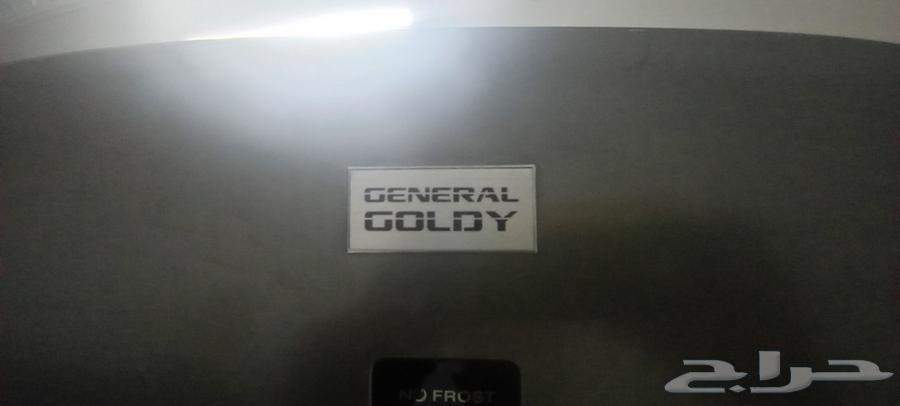 GENERAL
GOLDY
NO FROST
حراج